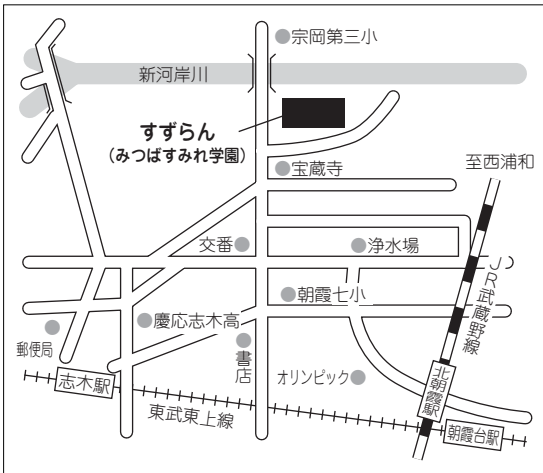 宗岡第三小
新河岸川
すずらん
(みつばすみれ学園)
宝蔵寺
至西浦和
交番
浄水場
JR武蔵野線
朝霞七小
慶応志木高
郵便局
書店
志木駅
オリンピック
北朝霞駅
東武東上線
朝霞台駅